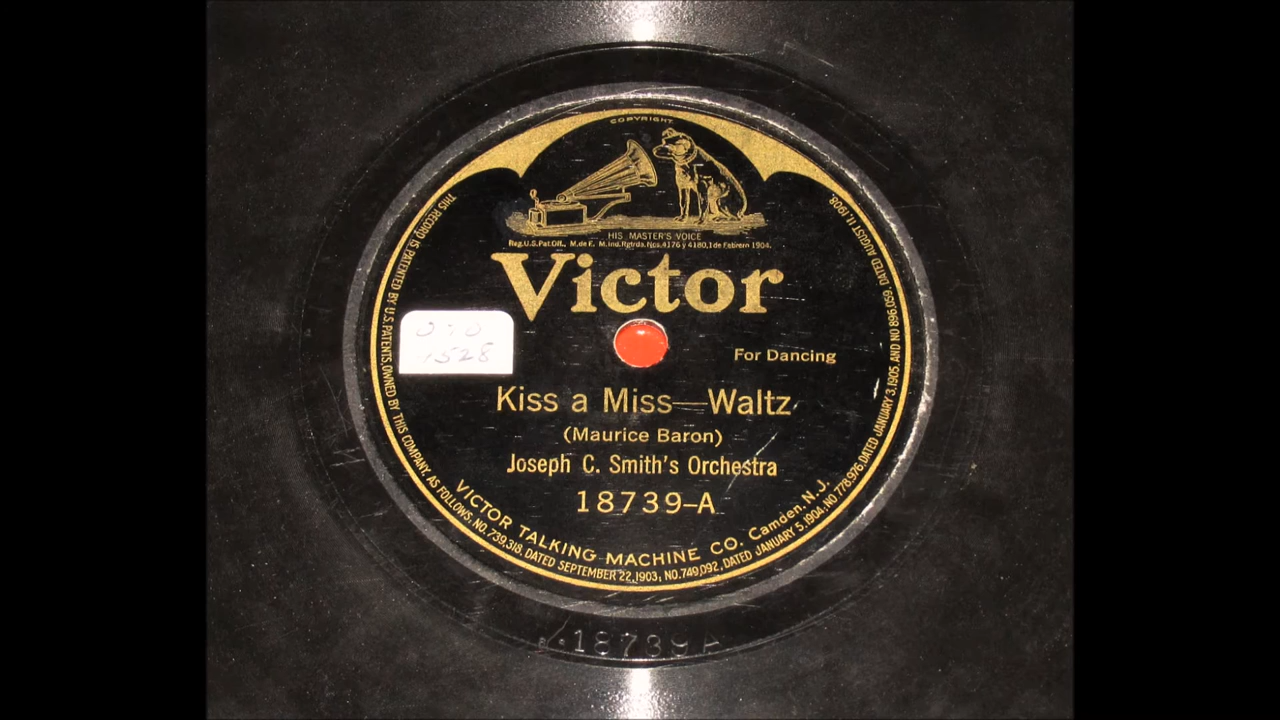 COPYRIGHT.
HIS MASTER'S VOICE
Reg.U.S.Pat.Off., M.de F. M.Ind.Rgtrda.Nos.4176 y 4180,1 de Febrero 1904.
Victor
For Dancing
Kiss a Miss—Waltz
(Maurice Baron)
Joseph C. Smith's Orchestra
18739-A
VICTOR TALKING MACHINE CO. Camden, N.J.
THIS RECORD IS PATENTED BY U.S. PATENTS, OWNED BY THIS COMPANY, AS FOLLOWS, NO. 739,318, DATED SEPTEMBER 22,1903; NO.749,092, DATED JANUARY 5,1904; NO.778,976, DATED JANUARY 3,1905, AND NO 896,059, DATED AUGUST 11,1908.
18739A